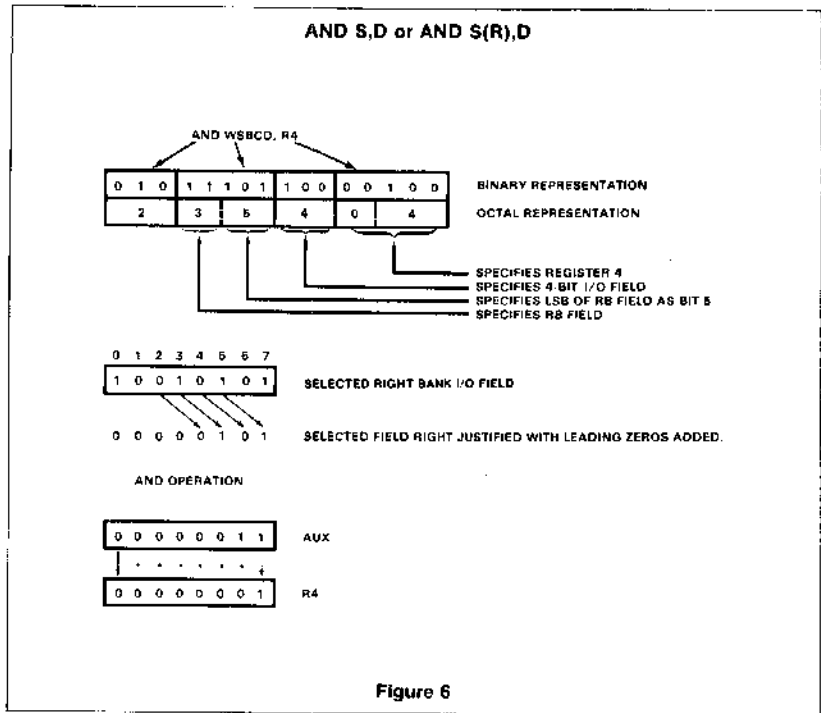 AND S,D or AND S(R),D
AND WSBCD, R4
0 1 0 1 1 1 0 1 1 0 0 0 0 1 0 0 BINARY REPRESENTATION
2 3 5 4 0 4 OCTAL REPRESENTATION
SPECIFIES REGISTER 4
SPECIFIES 4-BIT I/O FIELD
SPECIFIES LSB OF RB FIELD AS BIT 5
SPECIFIES RB FIELD
0 1 2 3 4 5 6 7
1 0 0 1 0 1 0 1 SELECTED RIGHT BANK I/O FIELD
0 0 0 0 0 1 0 1 SELECTED FIELD RIGHT JUSTIFIED WITH LEADING ZEROS ADDED.
AND OPERATION
0 0 0 0 0 0 1 1 AUX
0 0 0 0 0 0 0 1 R4
Figure 6